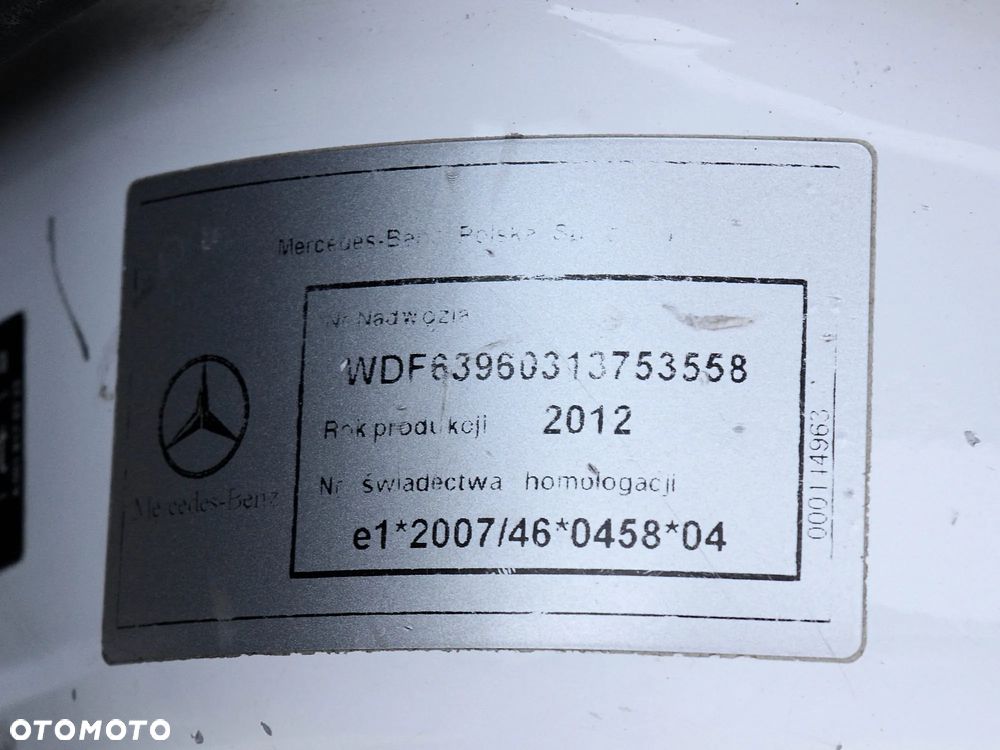 Mercedes-Benz Polska Sp.
Nr Nadwozia
WDF63960313753558
Rok produkcji 2012
Nr świadectwa homologacji
e1*2007/46*0458*04
Mercedes-Benz
000114963
OTOMOTO